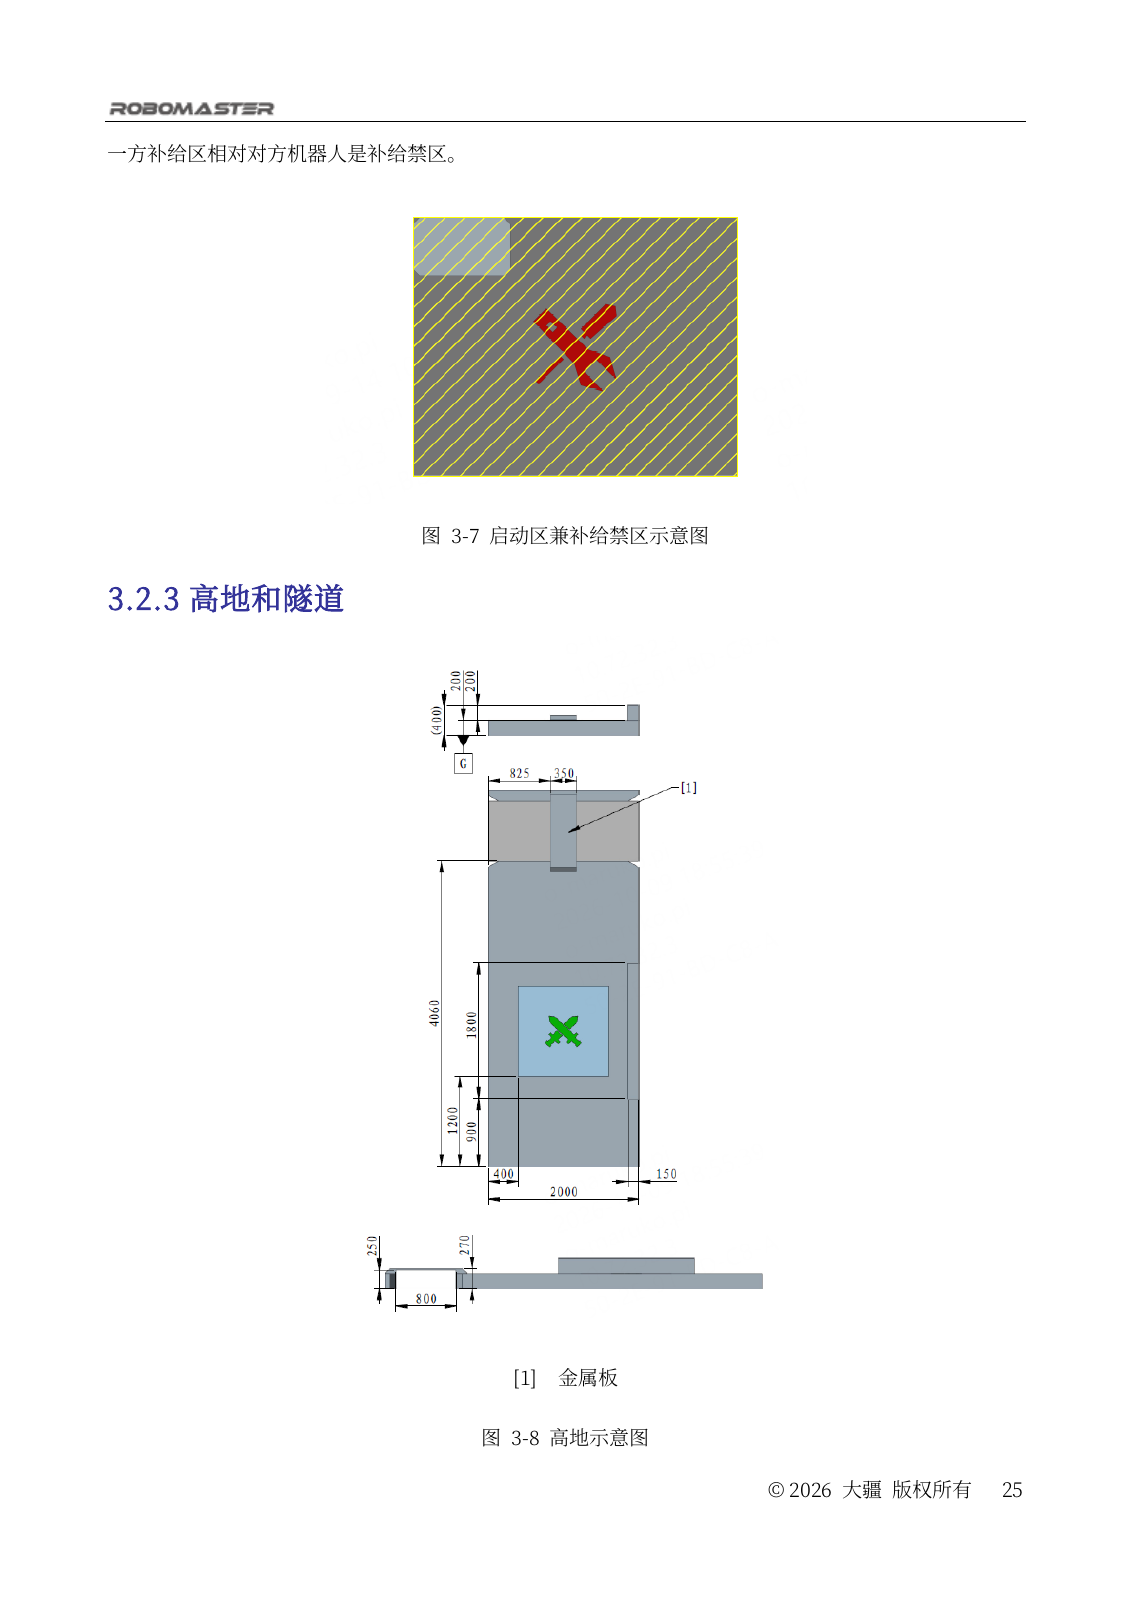 ROBOMASTER
一方补给区相对对方机器人是补给禁区。
图 3-7 启动区兼补给禁区示意图
3.2.3 高地和隧道
200
200
(400)
G
825
350
[1]
4060
1800
1200
900
400
150
2000
250
270
800
[1] 金属板
图 3-8 高地示意图
© 2026 大疆 版权所有 25